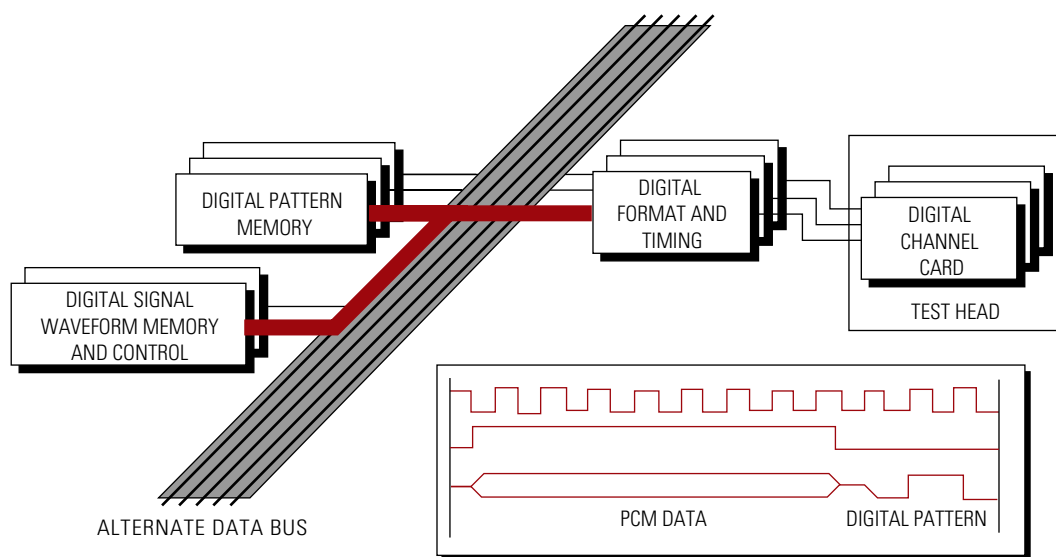 DIGITAL PATTERN
MEMORY
DIGITAL
FORMAT AND
TIMING
DIGITAL
CHANNEL
CARD
TEST HEAD
DIGITAL SIGNAL
WAVEFORM MEMORY
AND CONTROL
ALTERNATE DATA BUS
PCM DATA
DIGITAL PATTERN